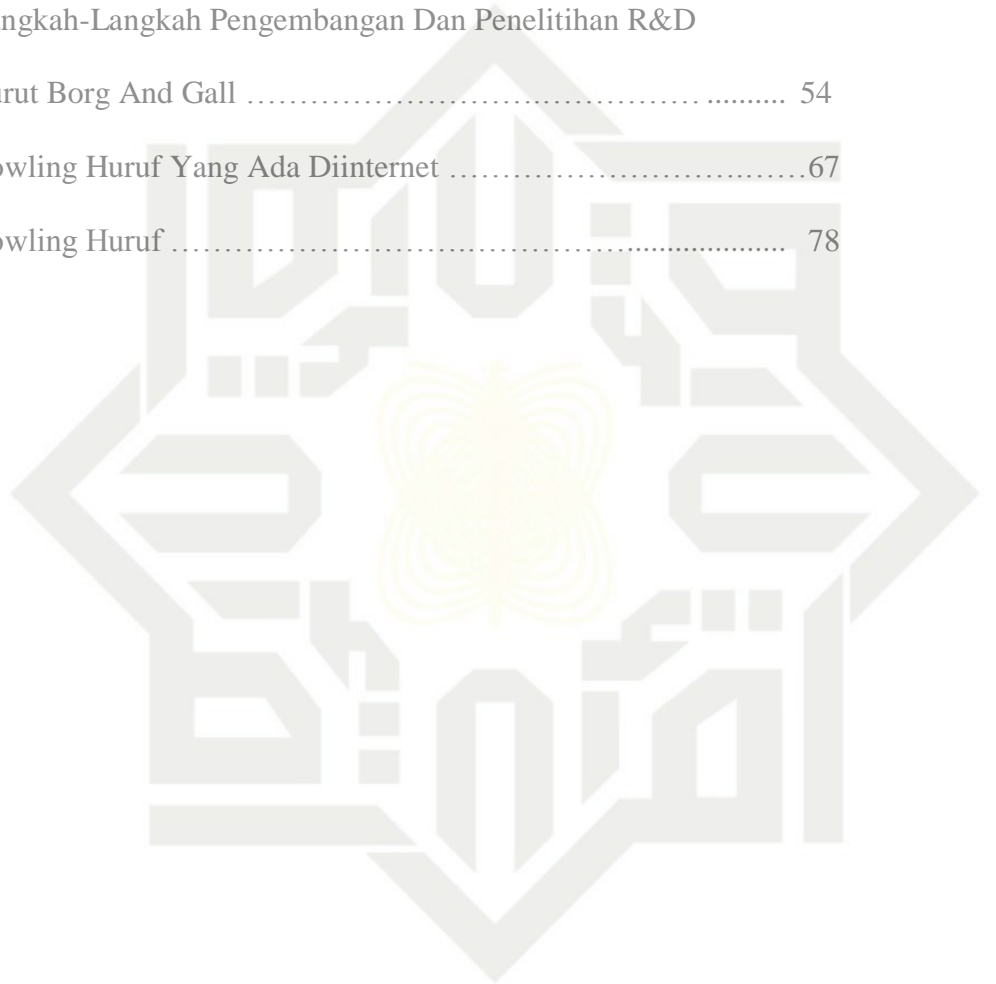 ngkah-Langkah Pengembangan Dan Penelitihan R&D
urut Borg And Gall ........................................................ 54
owling Huruf Yang Ada Diinternet ..................................67
owling Huruf .............................................................. 78